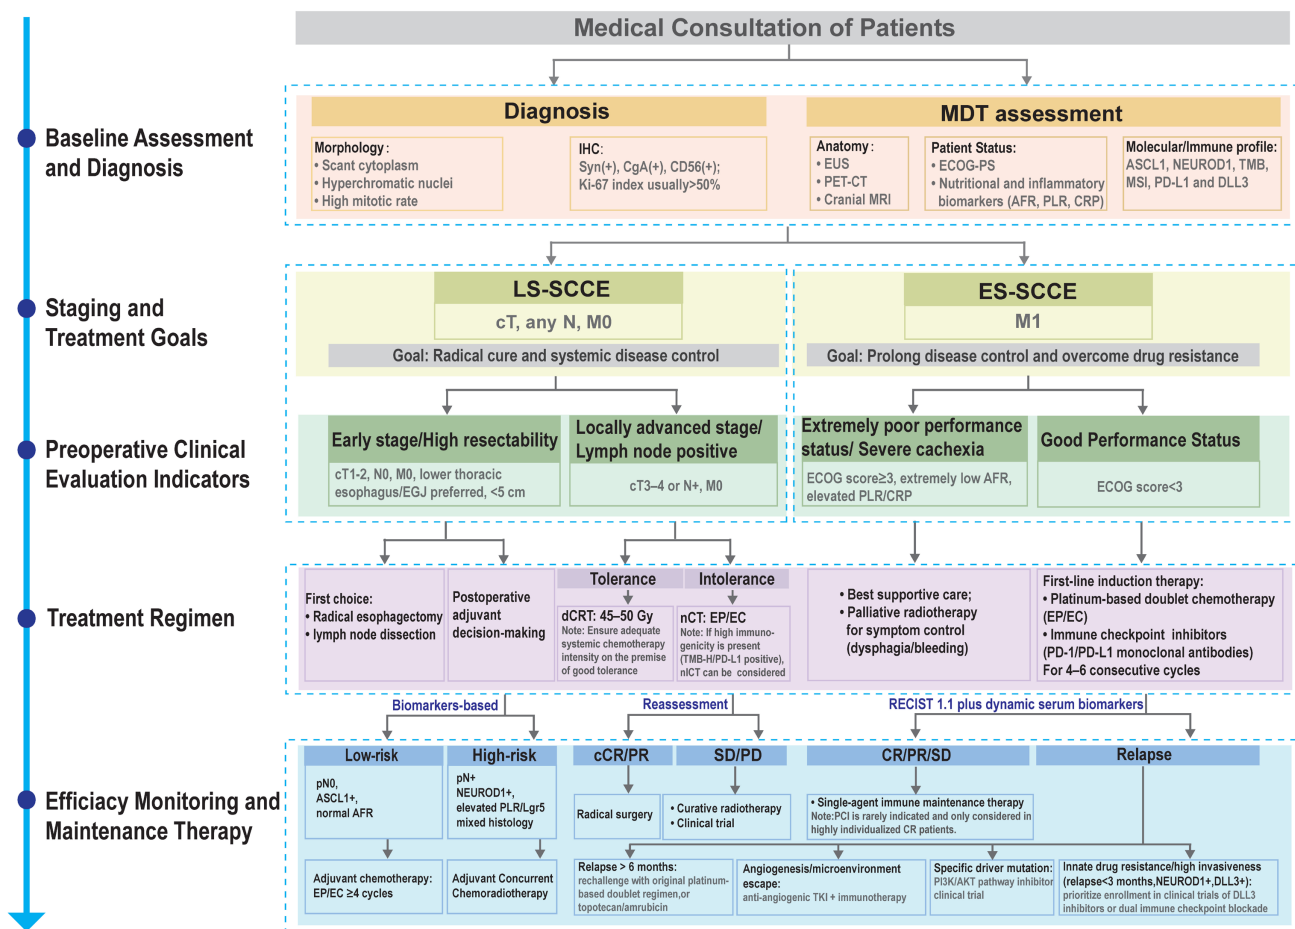 Medical Consultation of Patients
Baseline Assessment
and Diagnosis
Diagnosis
Morphology:
• Scant cytoplasm
• Hyperchromatic nuclei
• High mitotic rate
IHC:
Syn(+), CgA(+), CD56(+);
Ki-67 index usually>50%
MDT assessment
Anatomy:
• EUS
• PET-CT
• Cranial MRI
Patient Status:
• ECOG-PS
• Nutritional and inflammatory
biomarkers (AFR, PLR, CRP)
Molecular/Immune profile:
ASCL1, NEUROD1, TMB,
MSI, PD-L1 and DLL3
Staging and
Treatment Goals
LS-SCCE
cT, any N, M0
Goal: Radical cure and systemic disease control
ES-SCCE
M1
Goal: Prolong disease control and overcome drug resistance
Preoperative Clinical
Evaluation Indicators
Early stage/High resectability
cT1-2, N0, M0, lower thoracic
esophagus/EGJ preferred, <5 cm
Locally advanced stage/
Lymph node positive
cT3–4 or N+, M0
Extremely poor performance
status/ Severe cachexia
ECOG score≥3, extremely low AFR,
elevated PLR/CRP
Good Performance Status
ECOG score<3
Treatment Regimen
First choice:
• Radical esophagectomy
• lymph node dissection
Postoperative
adjuvant
decision-making
Tolerance
dCRT: 45–50 Gy
Note: Ensure adequate
systemic chemotherapy
intensity on the premise
of good tolerance
Intolerance
nCT: EP/EC
Note: If high immuno-
genicity is present
(TMB-H/PD-L1 positive),
nICT can be considered
• Best supportive care;
• Palliative radiotherapy
for symptom control
(dysphagia/bleeding)
First-line induction therapy:
• Platinum-based doublet chemotherapy
(EP/EC)
• Immune checkpoint inhibitors
(PD-1/PD-L1 monoclonal antibodies)
For 4–6 consecutive cycles
Biomarkers-based
Reassessment
RECIST 1.1 plus dynamic serum biomarkers
Efficiacy Monitoring and
Maintenance Therapy
Low-risk
pN0,
ASCL1+,
normal AFR
Adjuvant chemotherapy:
EP/EC ≥4 cycles
High-risk
pN+
NEUROD1+,
elevated PLR/Lgr5
mixed histology
Adjuvant Concurrent
Chemoradiotherapy
cCR/PR
Radical surgery
SD/PD
• Curative radiotherapy
• Clinical trial
CR/PR/SD
• Single-agent immune maintenance therapy
Note:PCI is rarely indicated and only considered in
highly individualized CR patients.
Relapse
Relapse > 6 months:
rechallenge with original platinum-
based doublet regimen,or
topotecan/amrubicin
Angiogenesis/microenvironment
escape:
anti-angiogenic TKI + immunotherapy
Specific driver mutation:
PI3K/AKT pathway inhibitor
clinical trial
Innate drug resistance/high invasiveness
(relapse<3 months,NEUROD1+,DLL3+):
prioritize enrollment in clinical trials of DLL3
inhibitors or dual immune checkpoint blockade